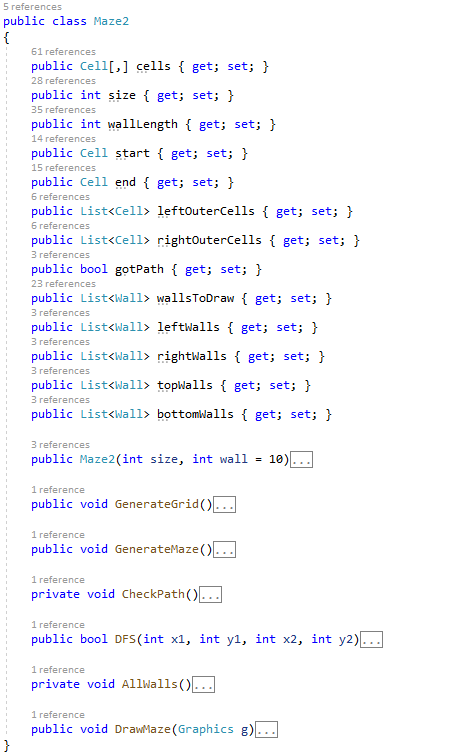 5 references
public class Maze2
{
61 references
public Cell[,] cells { get; set; }
28 references
public int size { get; set; }
35 references
public int wallLength { get; set; }
14 references
public Cell start { get; set; }
15 references
public Cell end { get; set; }
6 references
public List<Cell> leftOuterCells { get; set; }
6 references
public List<Cell> rightOuterCells { get; set; }
3 references
public bool gotPath { get; set; }
23 references
public List<Wall> wallsToDraw { get; set; }
3 references
public List<Wall> leftWalls { get; set; }
3 references
public List<Wall> rightWalls { get; set; }
3 references
public List<Wall> topWalls { get; set; }
3 references
public List<Wall> bottomWalls { get; set; }
3 references
public Maze2(int size, int wall = 10)...
1 reference
public void GenerateGrid()...
1 reference
public void GenerateMaze()...
1 reference
private void CheckPath()...
1 reference
public bool DFS(int x1, int y1, int x2, int y2)...
1 reference
private void AllWalls()...
1 reference
public void DrawMaze(Graphics g)...
}